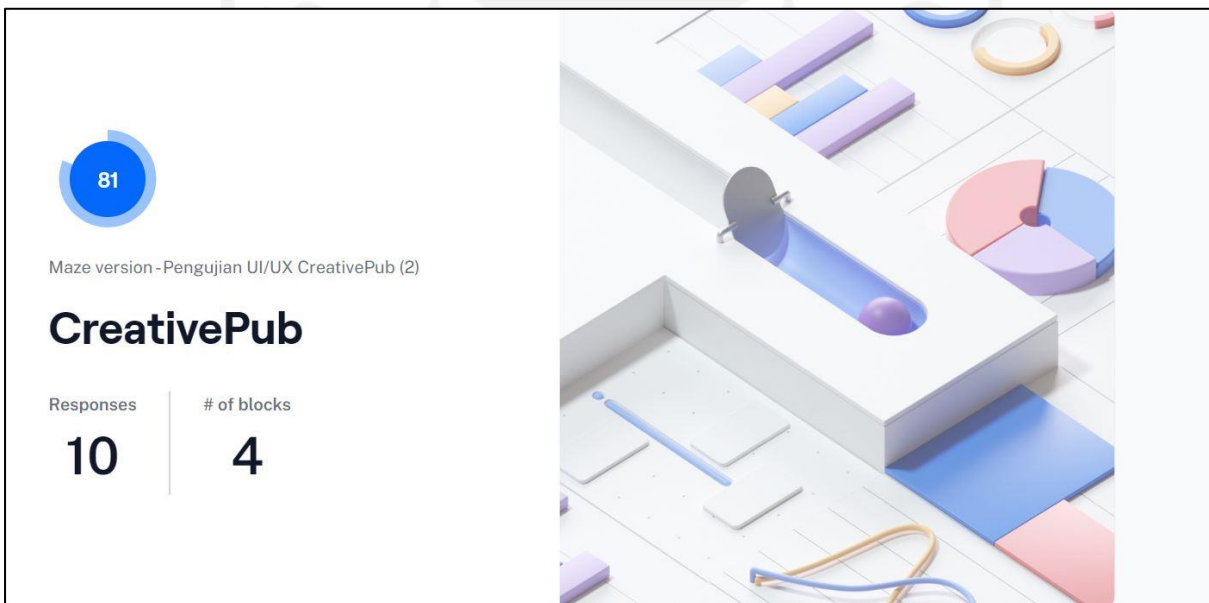 81
Maze version - Pengujian UI/UX CreativePub (2)
CreativePub
Responses
# of blocks
10
4